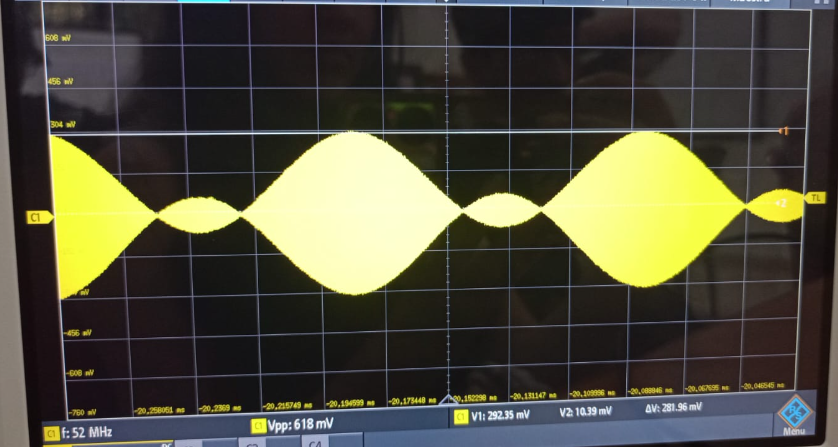 608 mV
456 mV
304 mV
1
C1
TL
2
-456 mV
-608 mV
-760 mV
-20,258051 ms
-20,2369 ms
-20,215749 ms
-20,194599 ms
-20,173448 ms
-20,152298 ms
-20,131147 ms
-20,109996 ms
-20,088846 ms
-20,067695 ms
-20,046545 ms
C1 f: 52 MHz
C1 Vpp: 618 mV
C1 V1: 292.35 mV V2: 10.39 mV ΔV: 281.96 mV
Menu
C4